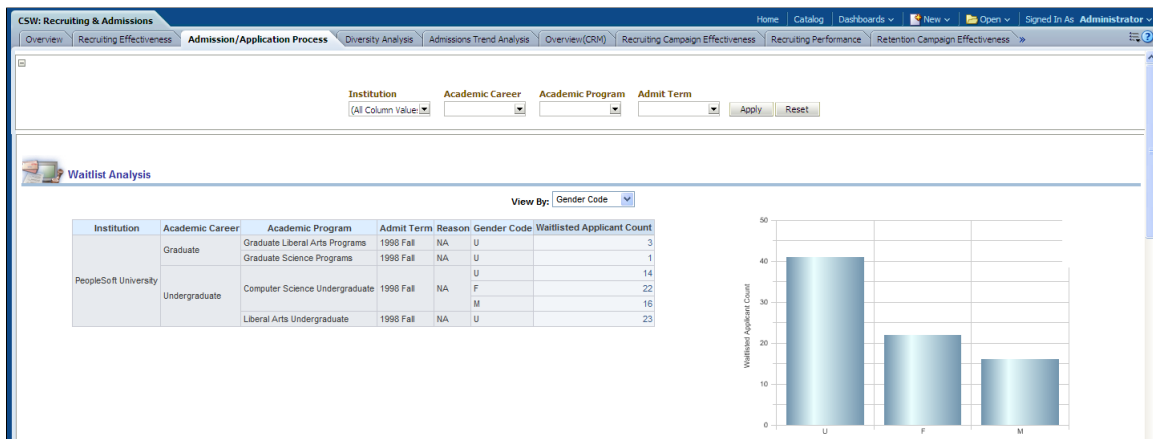 CSW: Recruiting & Admissions
Home Catalog Dashboards New Open Signed In As Administrator
Overview Recruiting Effectiveness Admission/Application Process Diversity Analysis Admissions Trend Analysis Overview(CRM) Recruiting Campaign Effectiveness Recruiting Performance Retention Campaign Effectiveness »
Institution Academic Career Academic Program Admit Term
(All Column Value: Apply Reset
Waitlist Analysis
View By: Gender Code
Institution Academic Career Academic Program Admit Term Reason Gender Code Waitlisted Applicant Count
PeopleSoft University Graduate Graduate Liberal Arts Programs 1998 Fall NA U 3
Graduate Science Programs 1998 Fall NA U 1
Undergraduate Computer Science Undergraduate 1998 Fall NA U 14
F 22
M 16
Liberal Arts Undergraduate 1998 Fall NA U 23
Waitlisted Applicant Count
50
40
30
20
10
0
U F M